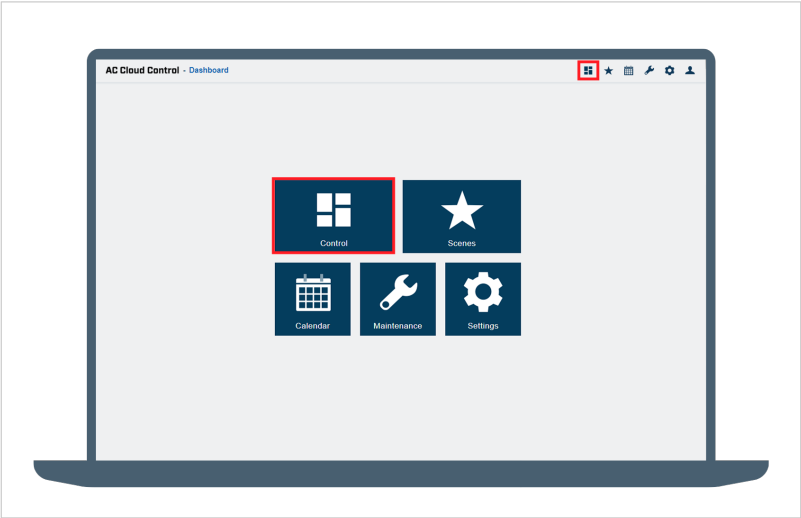 AC Cloud Control - Dashboard
Control
Scenes
Calendar
Maintenance
Settings